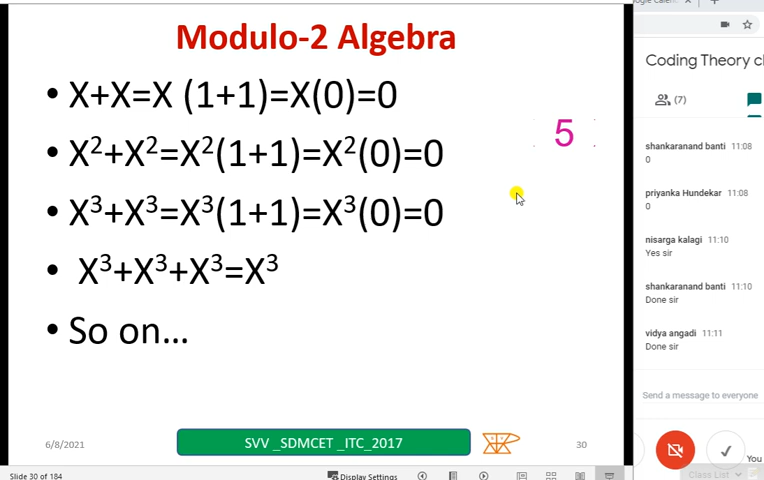 Modulo-2 Algebra
• X+X=X (1+1)=X(0)=0
• X²+X²=X²(1+1)=X²(0)=0
• X³+X³=X³(1+1)=X³(0)=0
• X³+X³+X³=X³
• So on...
5
6/8/2021
SVV _SDMCET _ITC_2017
30
Slide 30 of 184
Display Settings
Coding Theory cl
(7)
shankaranand banti 11:08
0
priyanka Hundekar 11:08
0
nisarga kalagi 11:10
Yes sir
shankaranand banti 11:10
Done sir
vidya angadi 11:11
Done sir
Send a message to everyone
You
Class List